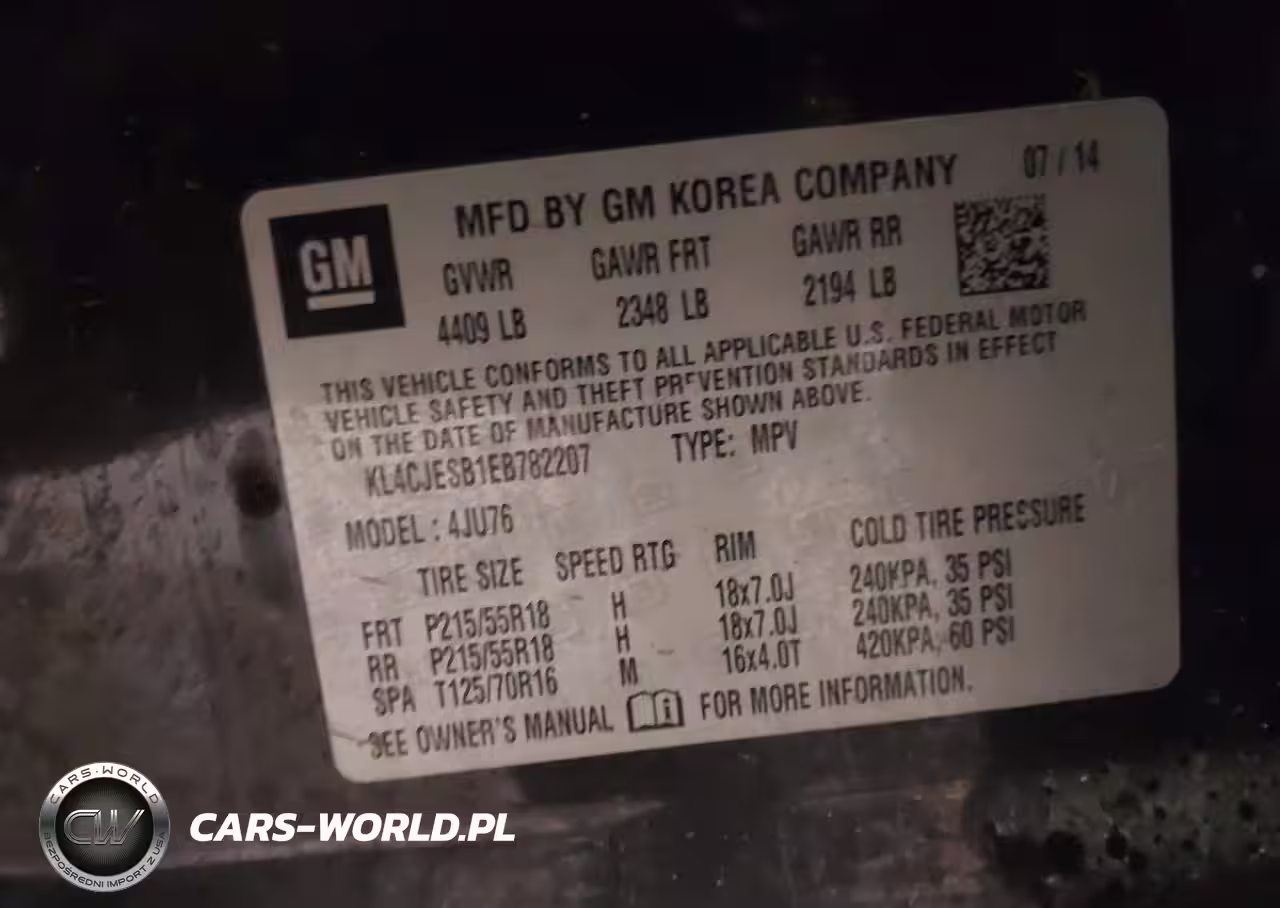 MFD BY GM KOREA COMPANY 07 / 14
GM
GVWR GAWR FRT GAWR RR
4409 LB 2348 LB 2194 LB
THIS VEHICLE CONFORMS TO ALL APPLICABLE U.S. FEDERAL MOTOR
VEHICLE SAFETY AND THEFT PREVENTION STANDARDS IN EFFECT
ON THE DATE OF MANUFACTURE SHOWN ABOVE.
KL4CJESB1EB782207 TYPE: MPV
MODEL : 4JU76
TIRE SIZE SPEED RTG RIM COLD TIRE PRESSURE
FRT P215/55R18 H 18x7.0J 240KPA, 35 PSI
RR P215/55R18 H 18x7.0J 240KPA, 35 PSI
SPA T125/70R16 M 16x4.0T 420KPA, 60 PSI
SEE OWNER'S MANUAL i FOR MORE INFORMATION.
CARS-WORLD
CW
BEZPOŚREDNI IMPORT Z USA
CARS-WORLD.PL